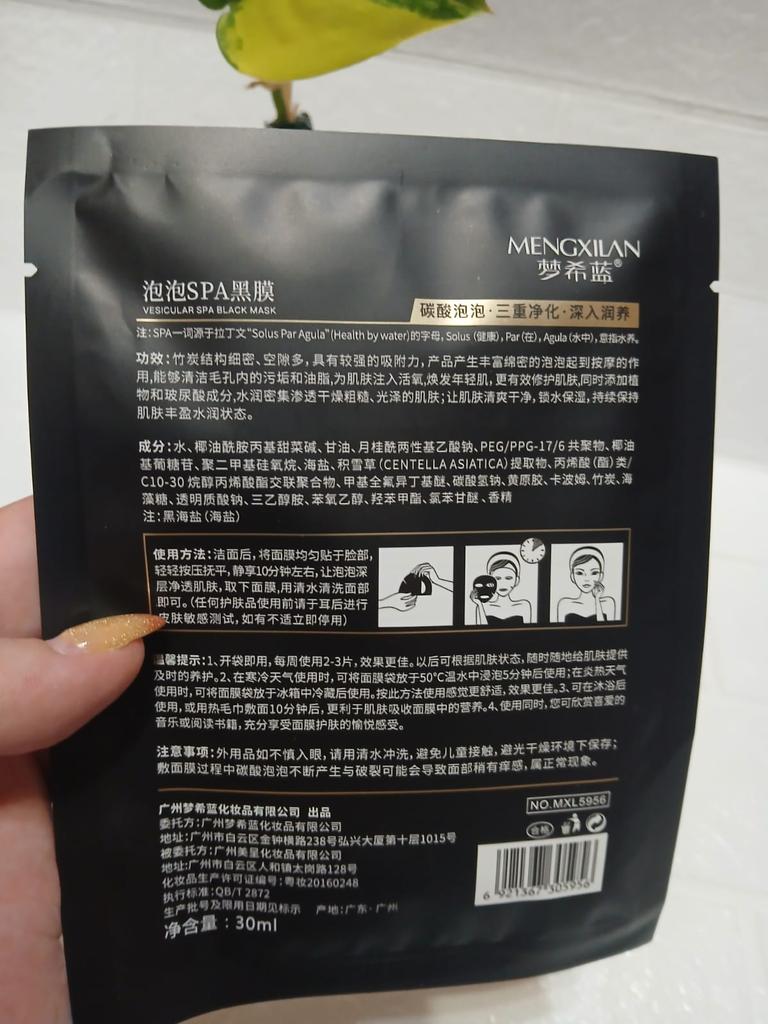 MENGXILAN
梦希蓝®
泡泡SPA黑膜
VESICULAR SPA BLACK MASK
碳酸泡泡·三重净化·深入润养
注：SPA一词源于拉丁文“Solus Par Agula”(Health by water)的字母, Solus（健康）, Par(在), Agula(水中), 意指水养。
功效：竹炭结构细密、空隙多，具有较强的吸附力，产品产生丰富绵密的泡泡起到按摩的作
用,能够清洁毛孔内的污垢和油脂,为肌肤注入活氧,焕发年轻肌，更有效修护肌肤,同时添加植
物和玻尿酸成分,水润密集渗透干燥粗糙、光泽的肌肤；让肌肤清爽干净，锁水保湿，持续保持
肌肤丰盈水润状态。
成分：水、椰油酰胺丙基甜菜碱、甘油、月桂酰两性基乙酸钠、PEG/PPG-17/6 共聚物、椰油
基葡糖苷、聚二甲基硅氧烷、海盐、积雪草（CENTELLA ASIATICA）提取物、丙烯酸（酯）类/
C10-30 烷醇丙烯酸酯交联聚合物、甲基全氟异丁基醚、碳酸氢钠、黄原胶、卡波姆、竹炭、海
藻糖、透明质酸钠、三乙醇胺、苯氧乙醇、羟苯甲酯、氯苯甘醚、香精
注：黑海盐（海盐）
使用方法：洁面后，将面膜均匀贴于脸部，
轻轻按压抚平，静享10分钟左右，让泡泡深
层净透肌肤，取下面膜,用清水清洗面部
即可。（任何护肤品使用前请于耳后进行
皮肤敏感测试，如有不适立即停用）
温馨提示：1、开袋即用，每周使用2-3片，效果更佳。以后可根据肌肤状态，随时随地给肌肤提供
及时的养护。2、在寒冷天气使用时，可将面膜袋放于50℃温水中浸泡5分钟后使用；在炎热天气
使用时，可将面膜袋放于冰箱中冷藏后使用。按此方法使用感觉更舒适，效果更佳。3、可在沐浴后
使用，或用热毛巾敷面10分钟后，更利于肌肤吸收面膜中的营养。4、使用同时，您可欣赏喜爱的
音乐或阅读书籍，充分享受面膜护肤的愉悦感受。
注意事项：外用品如不慎入眼，请用清水冲洗，避免儿童接触，避光干燥环境下保存；
敷面膜过程中碳酸泡泡不断产生与破裂可能会导致面部稍有痒感，属正常现象。
广州梦希蓝化妆品有限公司 出品
委托方：广州梦希蓝化妆品有限公司
地址：广州市白云区金钟横路238号弘兴大厦第十层1015号
被委托方：广州美呈化妆品有限公司
地址:广州市白云区人和镇太岗路128号
化妆品生产许可证编号：粤妆20160248
执行标准:QB/T 2872
生产批号及限用日期见标示 产地：广东·广州
净含量：30ml
NO.MXL5956
合格
6 921367 305956